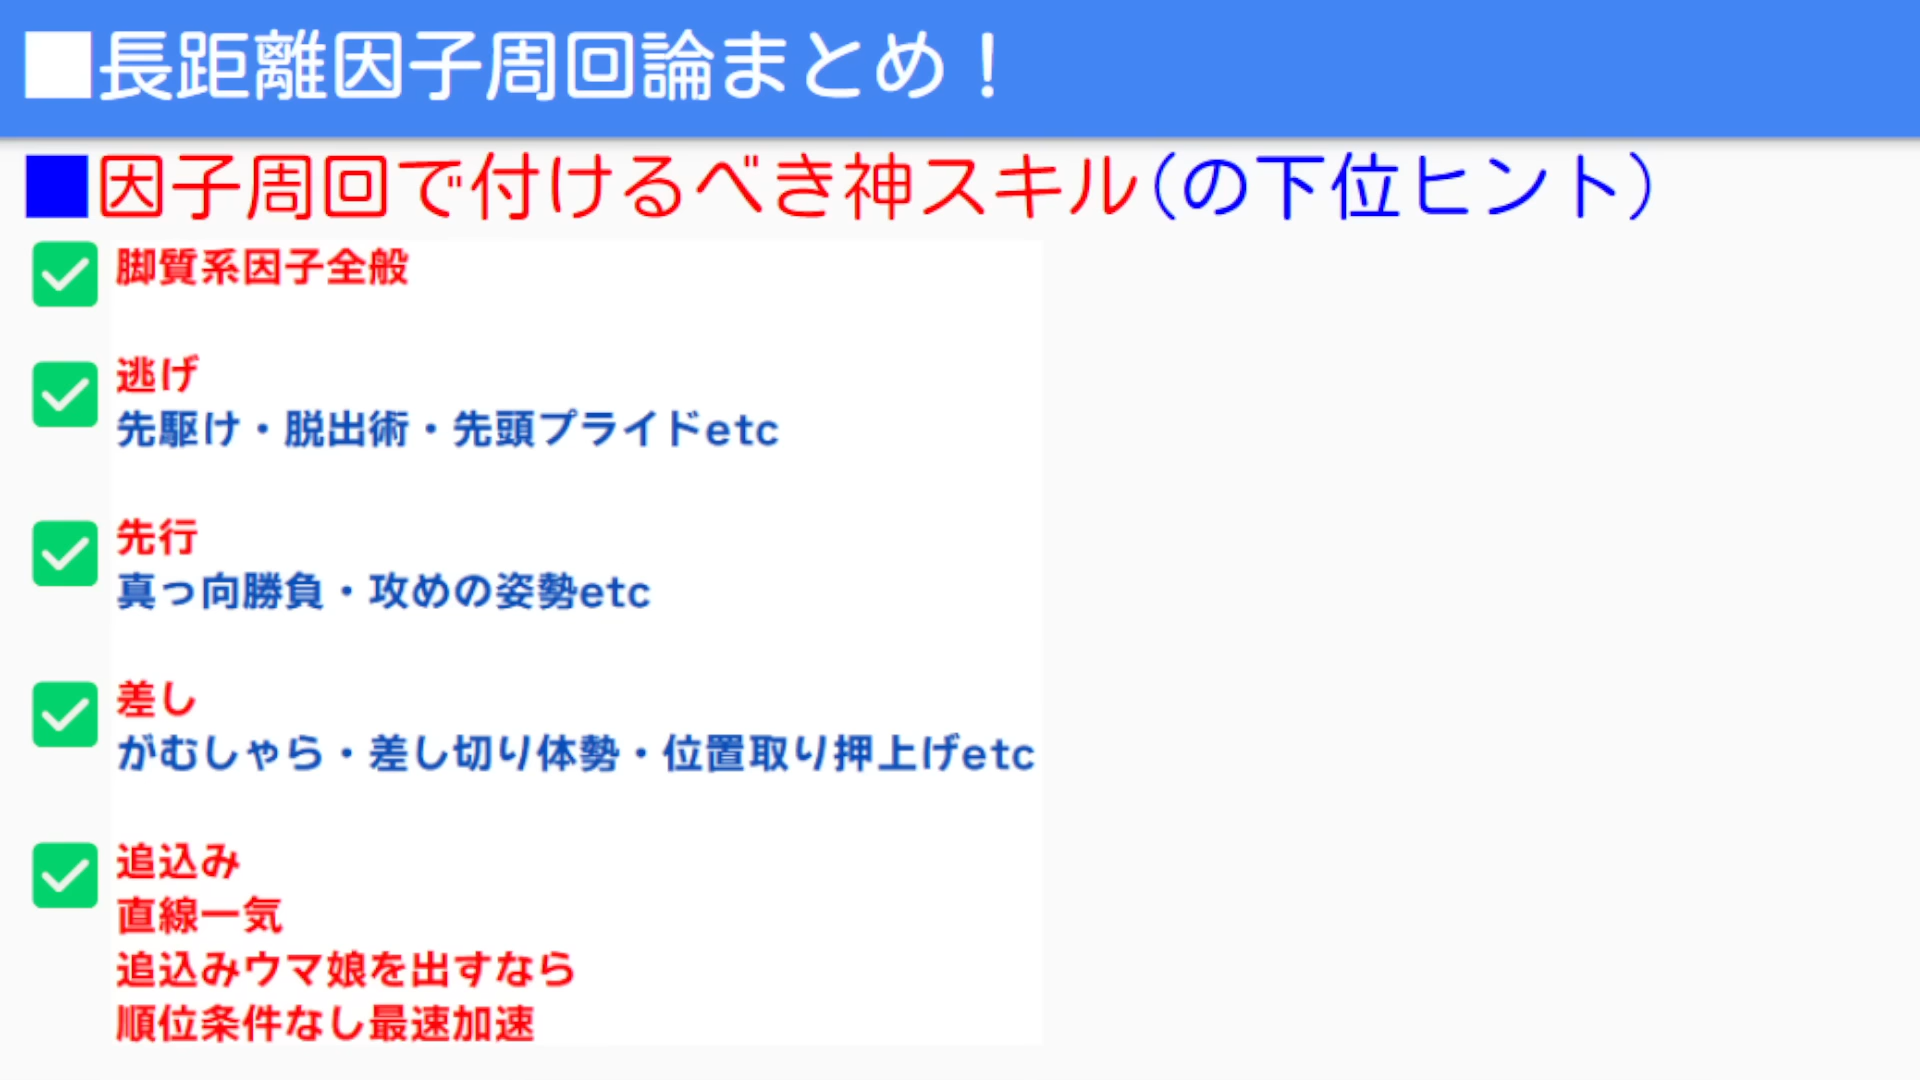 ■長距離因子周回論まとめ！
■因子周回で付けるべき神スキル（の下位ヒント）
脚質系因子全般
逃げ
先駆け・脱出術・先頭プライドetc
先行
真っ向勝負・攻めの姿勢etc
差し
がむしゃら・差し切り体勢・位置取り押上げetc
追込み
直線一気
追込みウマ娘を出すなら
順位条件なし最速加速